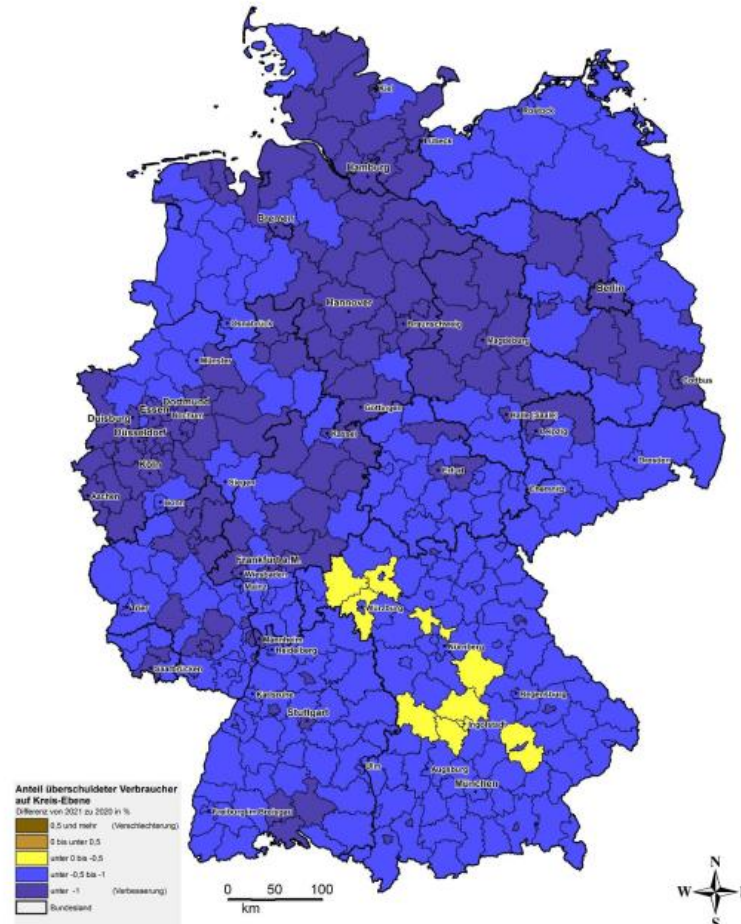 Kiel
Rostock
Lübeck
Hamburg
Bremen
Berlin
Hannover
Osnabrück
Braunschweig
Magdeburg
Münster
Cottbus
Dortmund
Essen
Bochum
Duisburg
Göttingen
Halle (Saale)
Düsseldorf
Kassel
Leipzig
Köln
Erfurt
Dresden
Aachen
Siegen
Chemnitz
Bonn
Frankfurt a.M.
Wiesbaden
Mainz
Trier
Würzburg
Mannheim
Heidelberg
Nürnberg
Saarbrücken
Regensburg
Karlsruhe
Stuttgart
Ingolstadt
Ulm
Augsburg
München
Freiburg im Breisgau
Anteil überschuldeter Verbraucher
auf Kreis-Ebene
Differenz von 2021 zu 2020 in %
0,5 und mehr (Verschlechterung)
0 bis unter 0,5
unter 0 bis -0,5
unter -0,5 bis -1
unter -1 (Verbesserung)
Bundesland
0 50 100
km
N
W
S